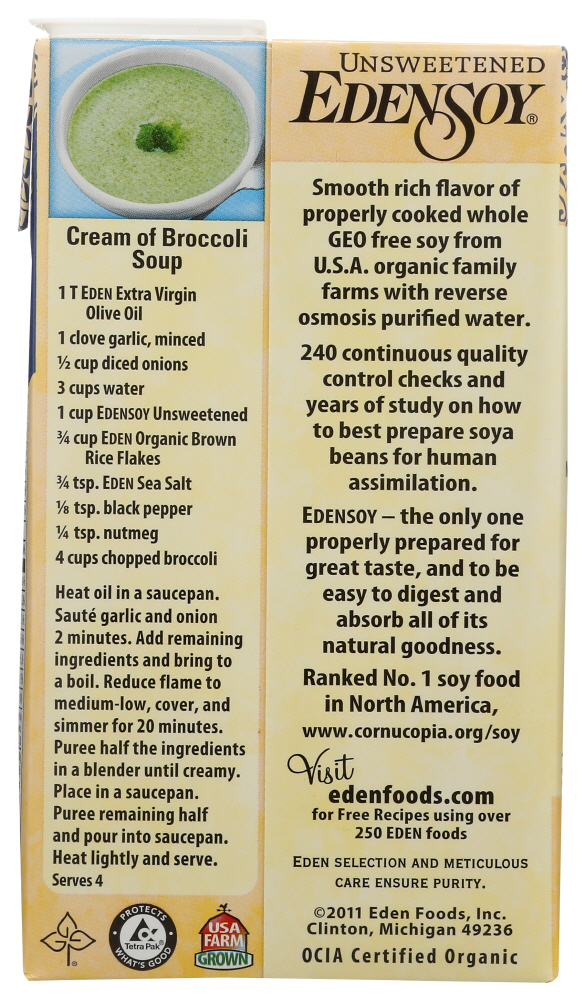 Cream of Broccoli
Soup
1 T EDEN Extra Virgin
Olive Oil
1 clove garlic, minced
½ cup diced onions
3 cups water
1 cup EDENSOY Unsweetened
¾ cup EDEN Organic Brown
Rice Flakes
¾ tsp. EDEN Sea Salt
⅛ tsp. black pepper
¼ tsp. nutmeg
4 cups chopped broccoli
Heat oil in a saucepan.
Sauté garlic and onion
2 minutes. Add remaining
ingredients and bring to
a boil. Reduce flame to
medium-low, cover, and
simmer for 20 minutes.
Puree half the ingredients
in a blender until creamy.
Place in a saucepan.
Puree remaining half
and pour into saucepan.
Heat lightly and serve.
Serves 4
PROTECTS
Tetra Pak®
WHAT'S GOOD
USA
FARM
GROWN
UNSWEETENED
EDENSOY®
Smooth rich flavor of
properly cooked whole
GEO free soy from
U.S.A. organic family
farms with reverse
osmosis purified water.
240 continuous quality
control checks and
years of study on how
to best prepare soya
beans for human
assimilation.
EDENSOY – the only one
properly prepared for
great taste, and to be
easy to digest and
absorb all of its
natural goodness.
Ranked No. 1 soy food
in North America,
www.cornucopia.org/soy
Visit
edenfoods.com
for Free Recipes using over
250 EDEN foods
EDEN SELECTION AND METICULOUS
CARE ENSURE PURITY.
©2011 Eden Foods, Inc.
Clinton, Michigan 49236
OCIA Certified Organic